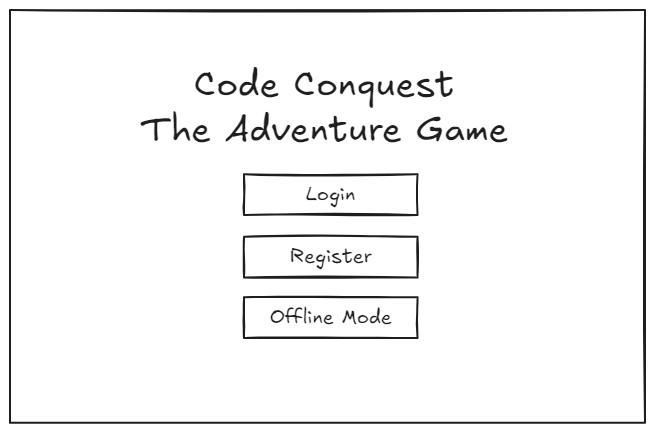 Code Conquest
The Adventure Game
Login
Register
Offline Mode